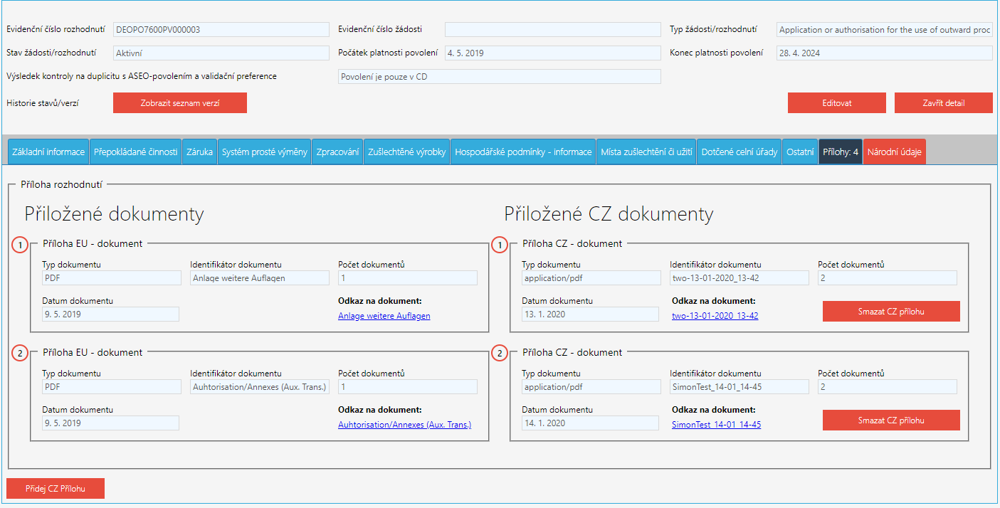 Evidenční číslo rozhodnutí DEOPO7600PV000003 Evidenční číslo žádosti Typ žádosti/rozhodnutí Application or authorisation for the use of outward proc
Stav žádosti/rozhodnutí Aktivní Počátek platnosti povolení 4. 5. 2019 Konec platnosti povolení 28. 4. 2024
Výsledek kontroly na duplicitu s ASEO-povolením a validační preference Povolení je pouze v CD
Historie stavů/verzí Zobrazit seznam verzí Editovat Zavřít detail
Základní informace Přepokládané činnosti Záruka Systém prosté výměny Zpracování Zušlechtěné výrobky Hospodářské podmínky - informace Místa zušlechtění či užití Dotčené celní úřady Ostatní Přílohy: 4 Národní údaje
Příloha rozhodnutí
Přiložené dokumenty Přiložené CZ dokumenty
1 Příloha EU - dokument 1 Příloha CZ - dokument
Typ dokumentu Identifikátor dokumentu Počet dokumentů Typ dokumentu Identifikátor dokumentu Počet dokumentů
PDF Anlage weitere Auflagen 1 application/pdf two-13-01-2020_13-42 2
Datum dokumentu Odkaz na dokument: Datum dokumentu Odkaz na dokument:
9. 5. 2019 Anlage weitere Auflagen 13. 1. 2020 two-13-01-2020_13-42 Smazat CZ přílohu
2 Příloha EU - dokument 2 Příloha CZ - dokument
Typ dokumentu Identifikátor dokumentu Počet dokumentů Typ dokumentu Identifikátor dokumentu Počet dokumentů
PDF Auhtorisation/Annexes (Aux. Trans.) 1 application/pdf SimonTest_14-01_14-45 2
Datum dokumentu Odkaz na dokument: Datum dokumentu Odkaz na dokument:
9. 5. 2019 Auhtorisation/Annexes (Aux. Trans.) 14. 1. 2020 SimonTest_14-01_14-45 Smazat CZ přílohu
Přidej CZ Přílohu